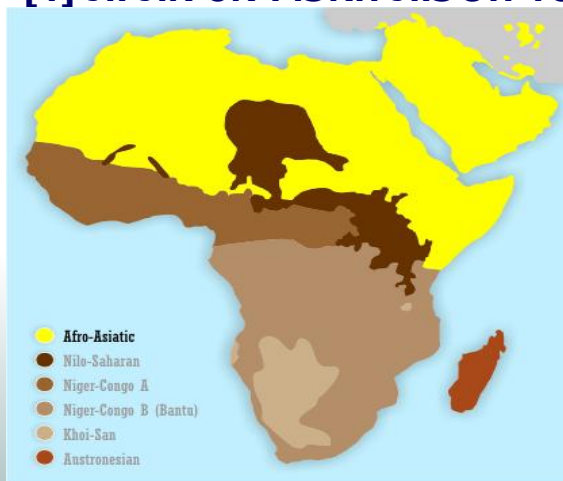 Afro-Asiatic
Nilo-Saharan
Niger-Congo A
Niger-Congo B (Bantu)
Khoi-San
Austronesian